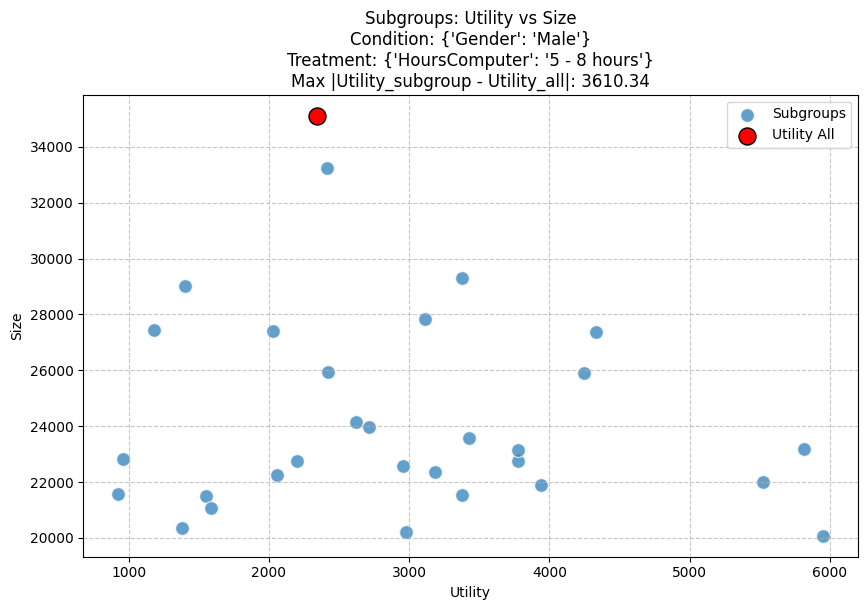 Subgroups: Utility vs Size
Condition: {'Gender': 'Male'}
Treatment: {'HoursComputer': '5 - 8 hours'}
Max |Utility_subgroup - Utility_all|: 3610.34
Subgroups
Utility All
34000
32000
30000
28000
26000
24000
22000
20000
Size
1000 2000 3000 4000 5000 6000
Utility